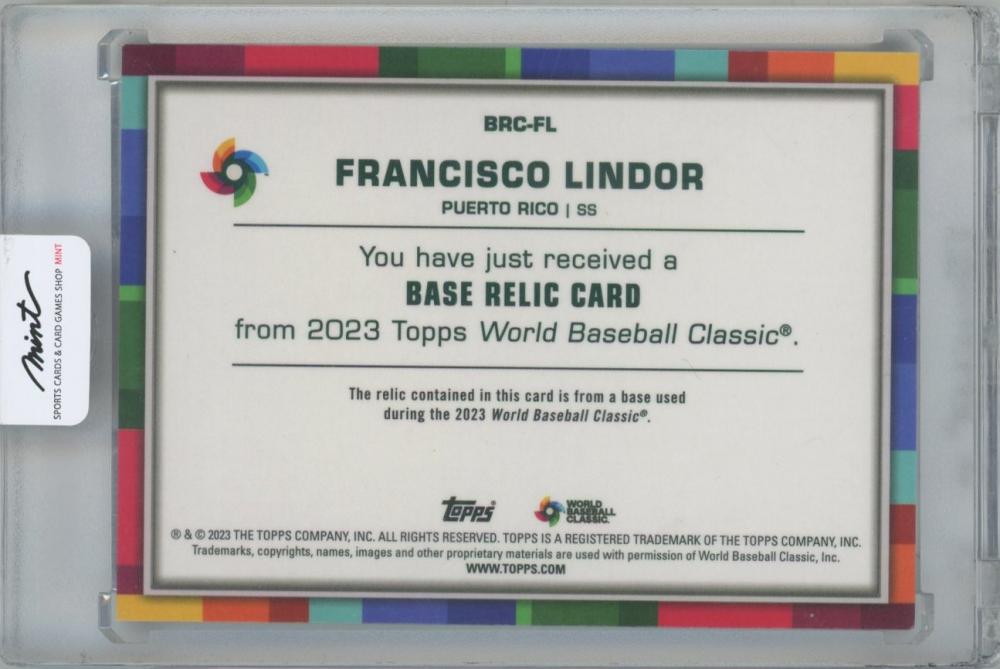 BRC-FL
FRANCISCO LINDOR
PUERTO RICO | SS
You have just received a
BASE RELIC CARD
from 2023 Topps World Baseball Classic®.
The relic contained in this card is from a base used
during the 2023 World Baseball Classic®.
Topps®
WORLD
BASEBALL
CLASSIC.
® & © 2023 THE TOPPS COMPANY, INC. ALL RIGHTS RESERVED. TOPPS IS A REGISTERED TRADEMARK OF THE TOPPS COMPANY, INC.
Trademarks, copyrights, names, images and other proprietary materials are used with permission of World Baseball Classic, Inc.
WWW.TOPPS.COM
mint
SPORTS CARDS & CARD GAMES SHOP MINT